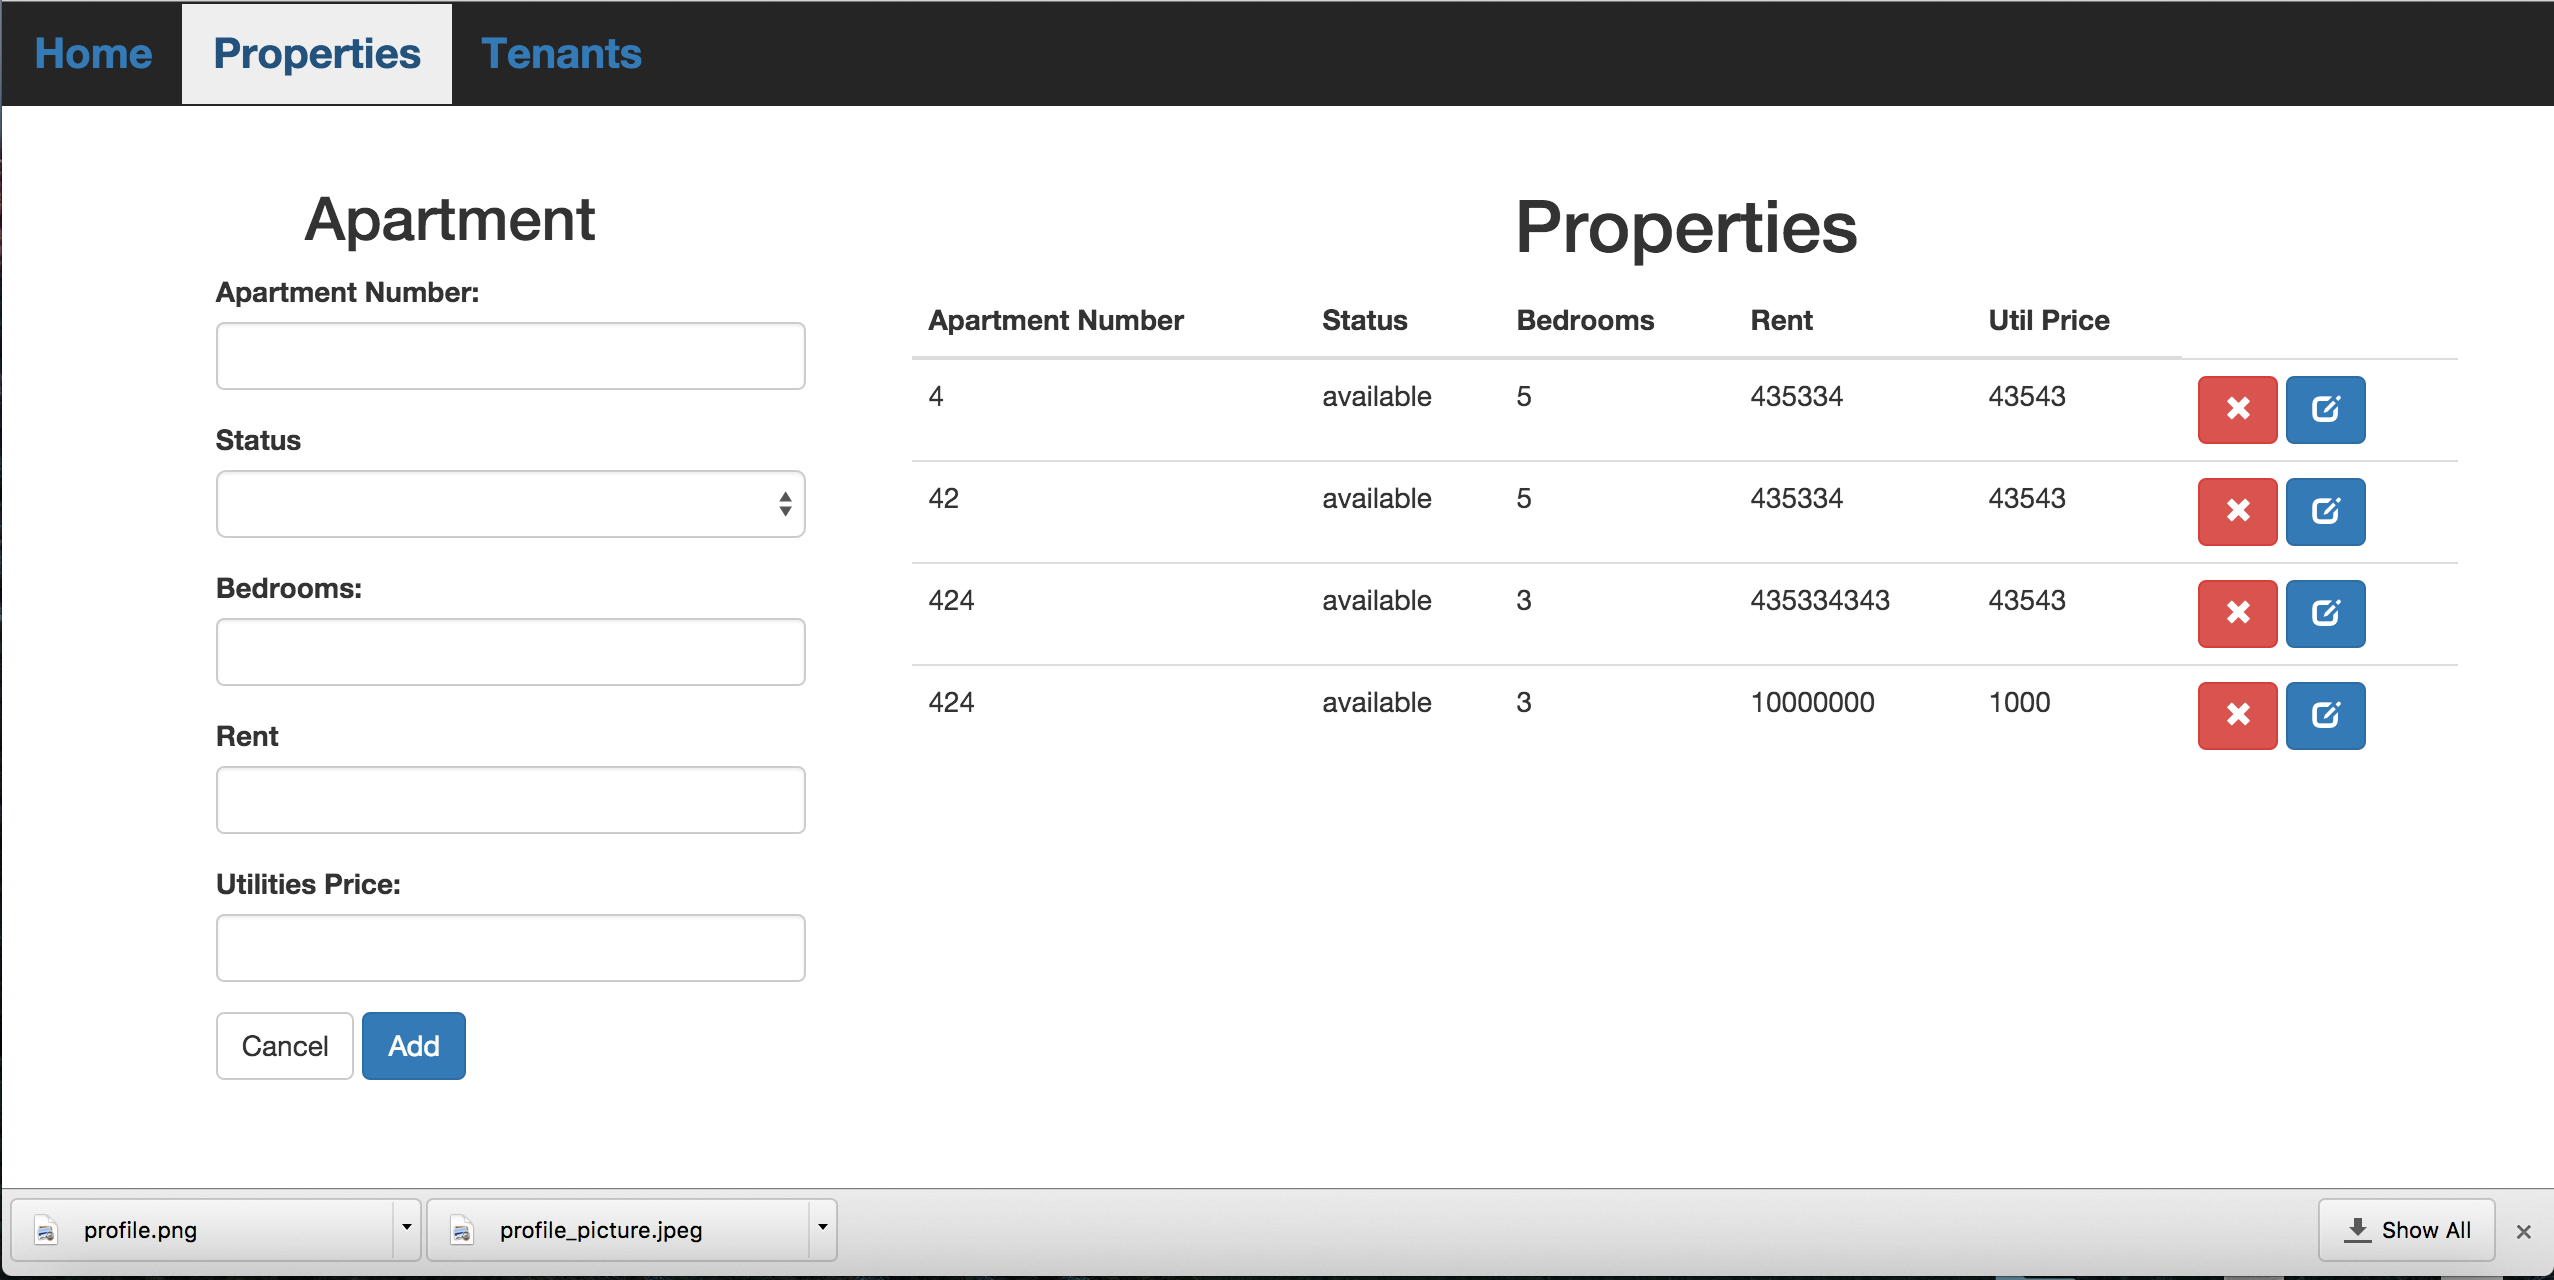 Home Properties Tenants
Apartment
Apartment Number:
Status
Bedrooms:
Rent
Utilities Price:
Cancel Add
Properties
Apartment Number Status Bedrooms Rent Util Price
4 available 5 435334 43543
42 available 5 435334 43543
424 available 3 435334343 43543
424 available 3 10000000 1000
profile.png profile_picture.jpeg Show All